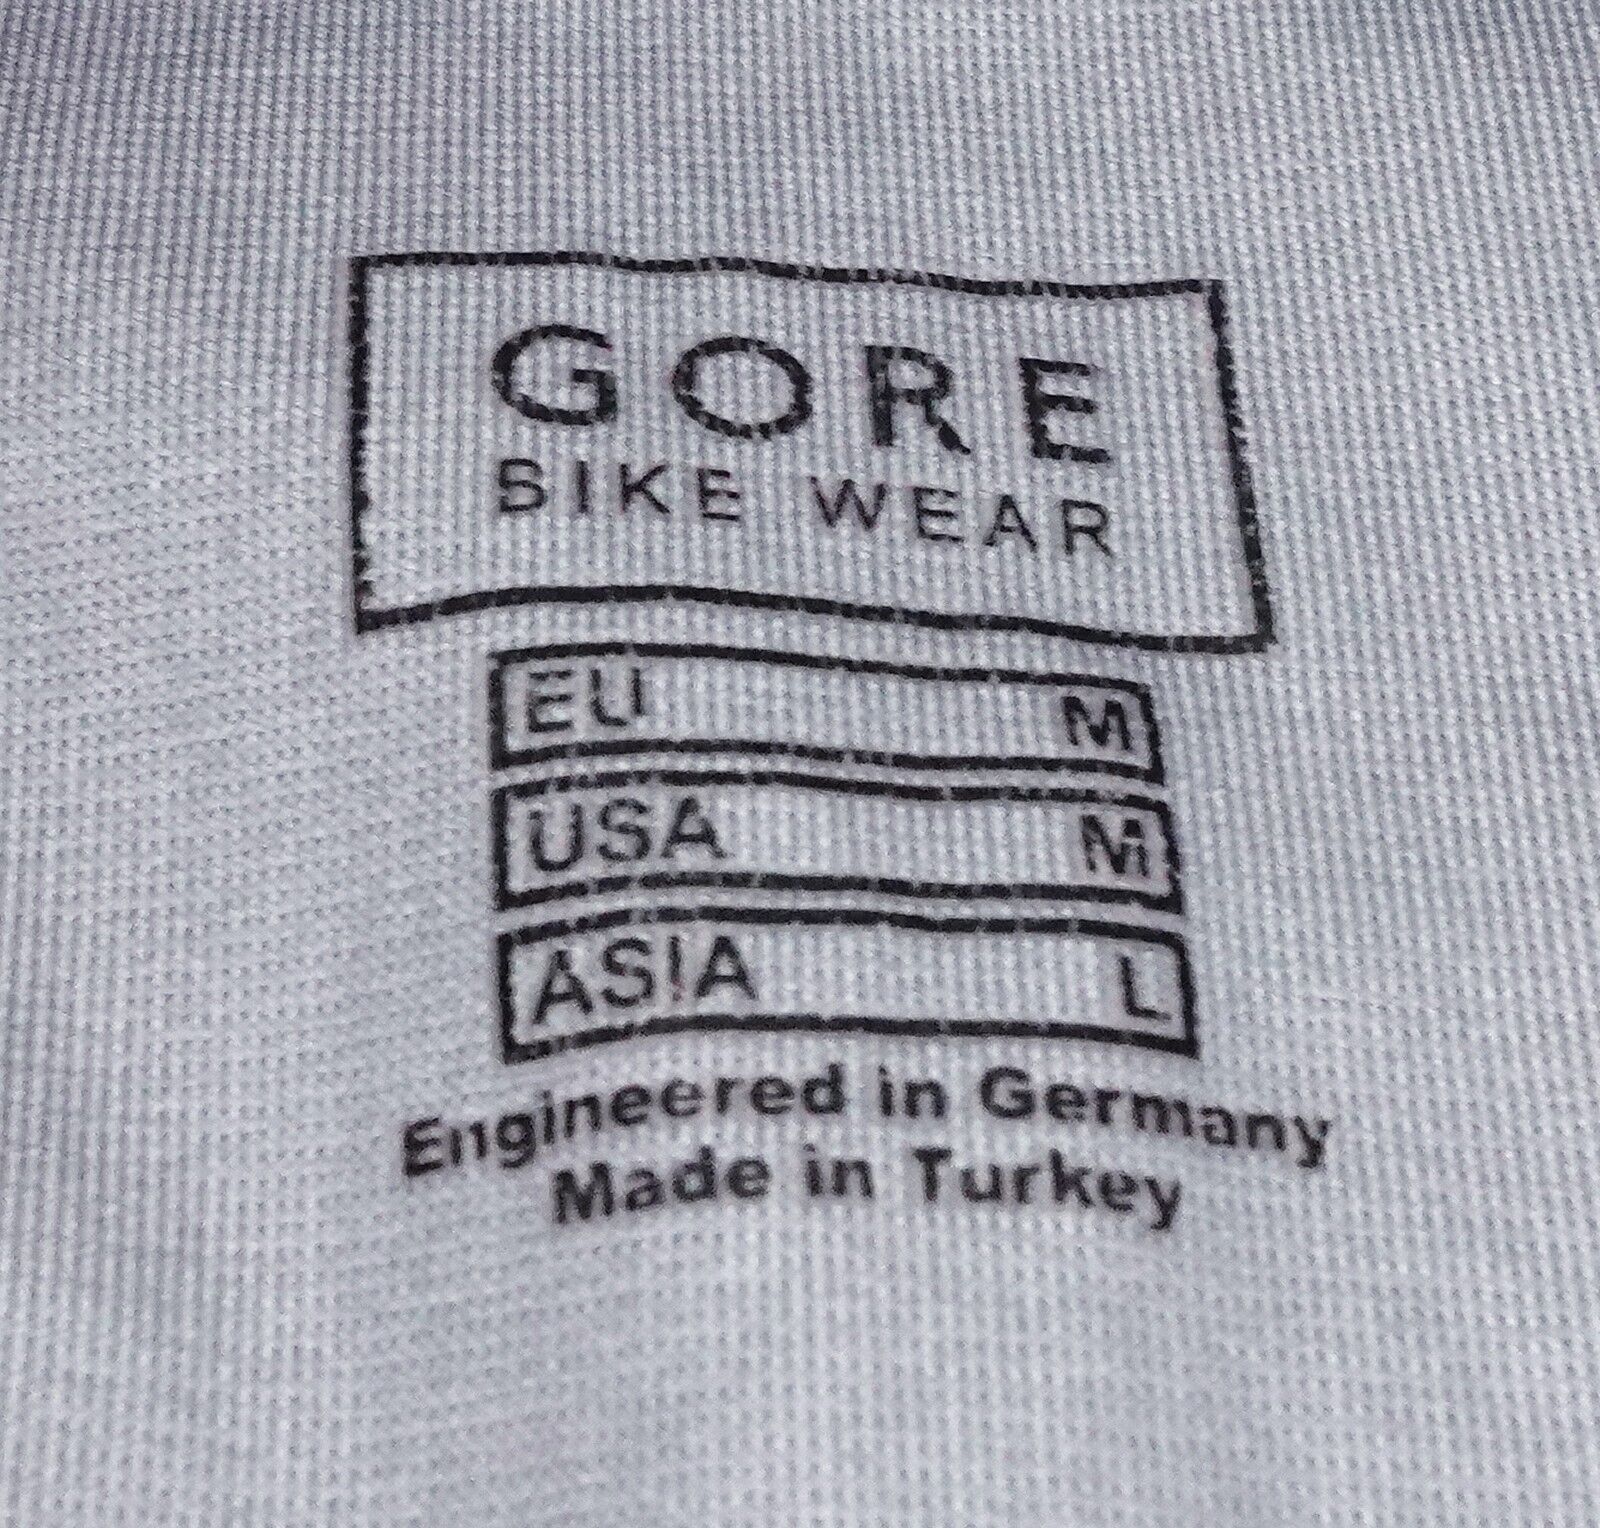 GORE
BIKE WEAR
EU M
USA M
ASIA L
Engineered in Germany
Made in Turkey